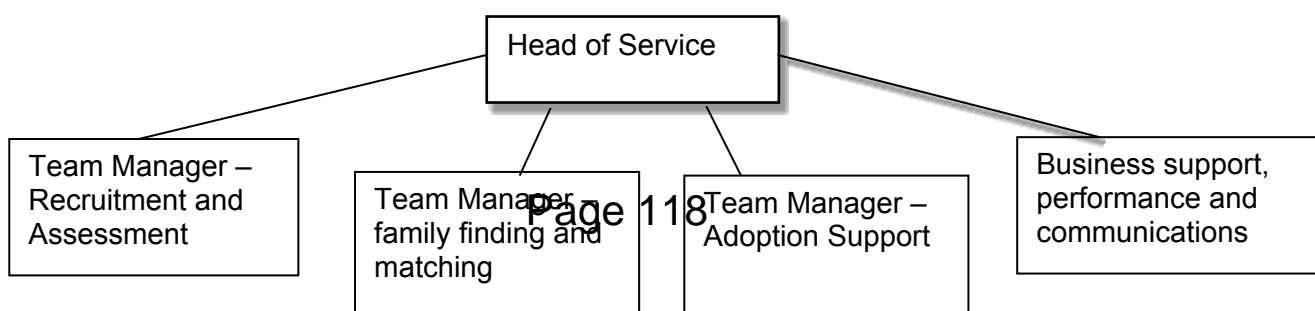 Head of Service
Team Manager –
Recruitment and
Assessment
Team Manager –
family finding and
matching
Page 118
Team Manager –
Adoption Support
Business support,
performance and
communications